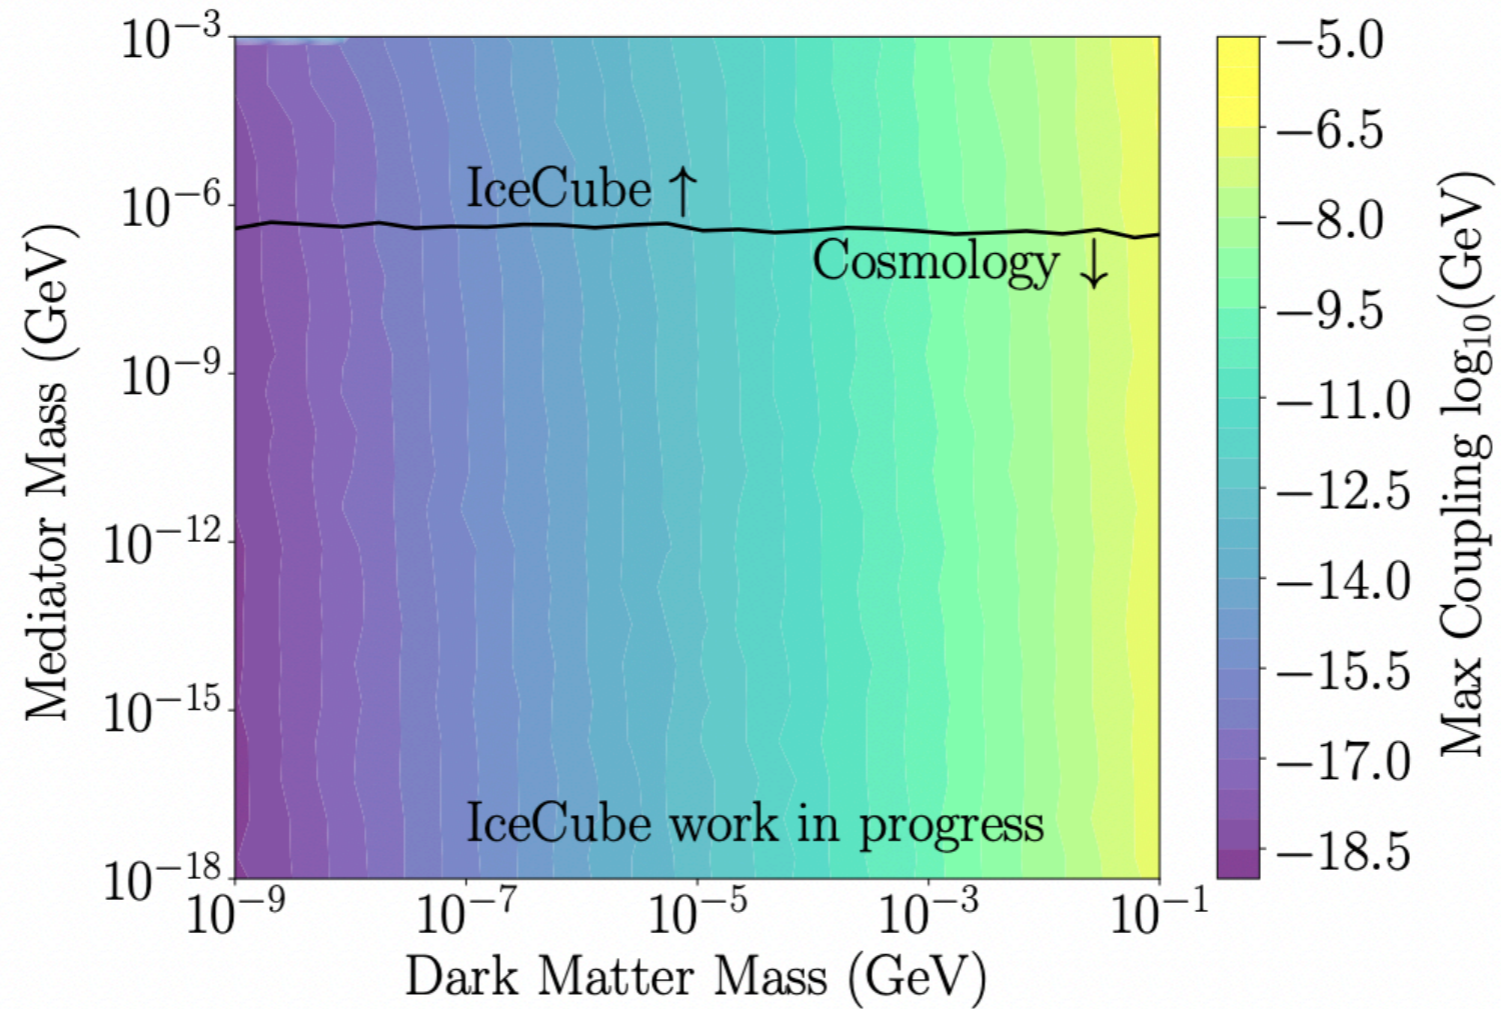 10⁻³
10⁻⁶
10⁻⁹
10⁻¹²
10⁻¹⁵
10⁻¹⁸
Mediator Mass (GeV)
IceCube ↑
Cosmology ↓
IceCube work in progress
10⁻⁹ 10⁻⁷ 10⁻⁵ 10⁻³ 10⁻¹
Dark Matter Mass (GeV)
−5.0
−6.5
−8.0
−9.5
−11.0
−12.5
−14.0
−15.5
−17.0
−18.5
Max Coupling log₁₀(GeV)